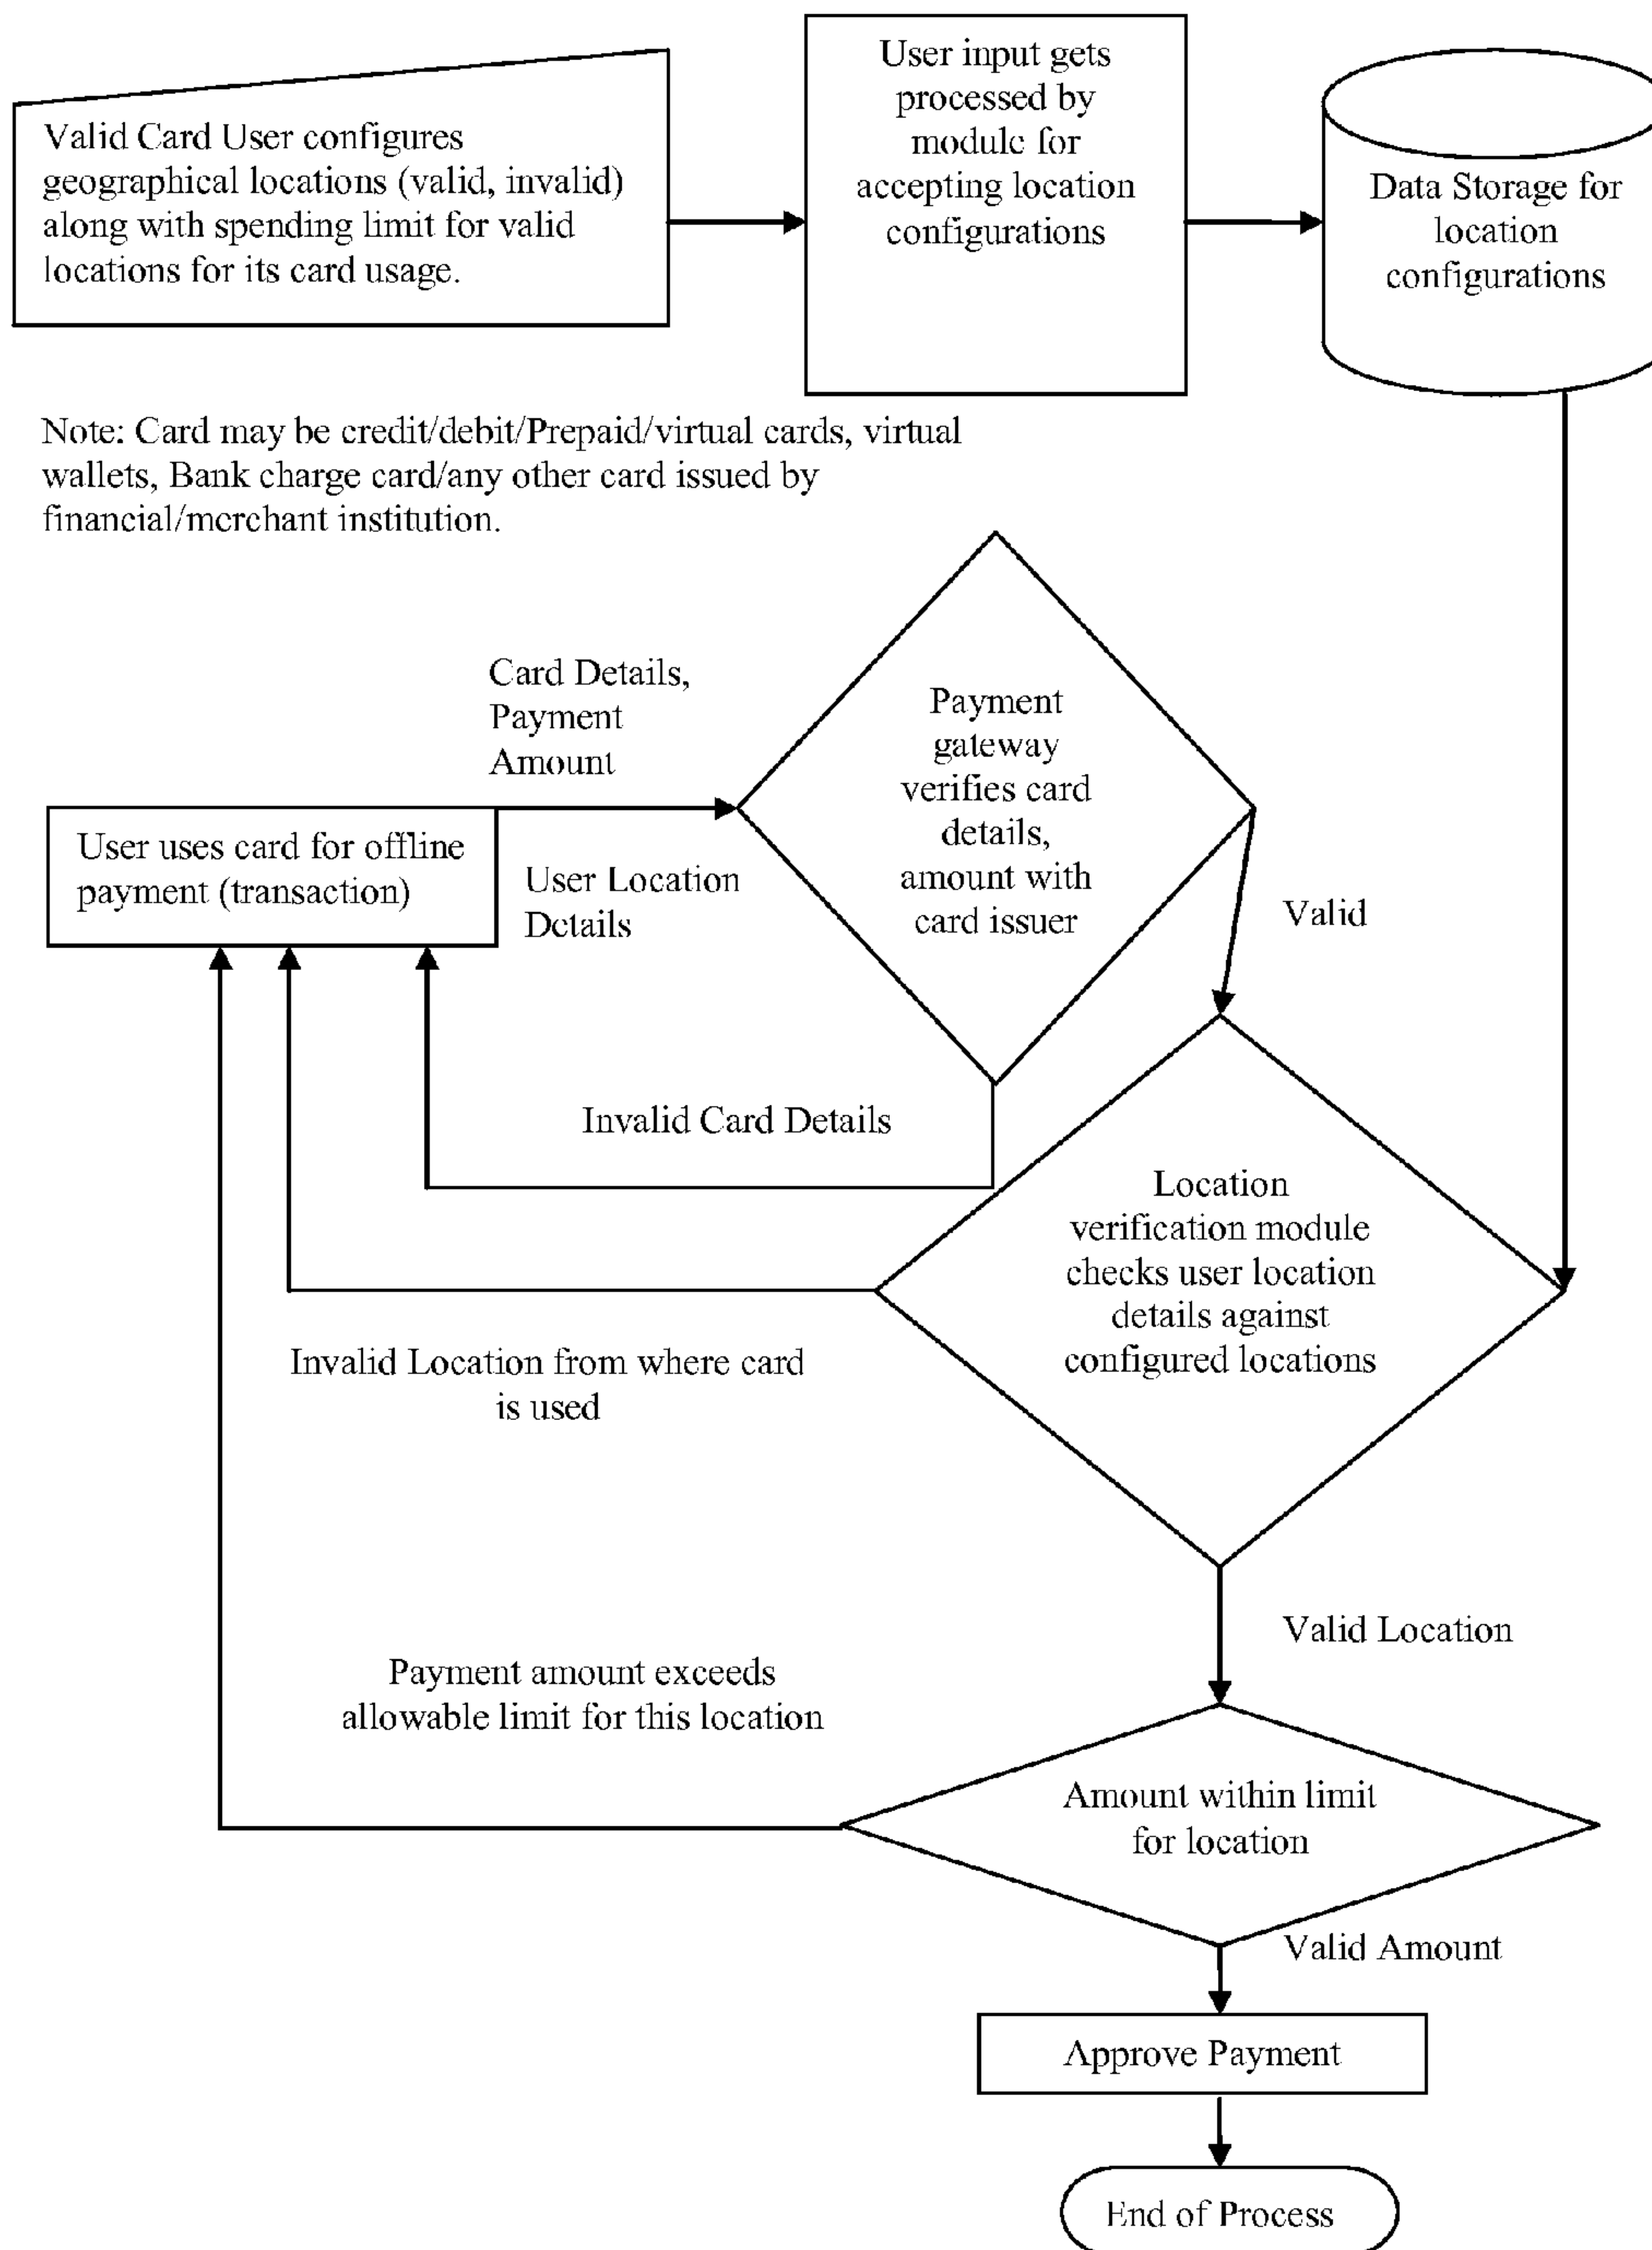 Valid Card User configures
geographical locations (valid, invalid)
along with spending limit for valid
locations for its card usage.
User input gets
processed by
module for
accepting location
configurations
Data Storage for
location
configurations
Note: Card may be credit/debit/Prepaid/virtual cards, virtual
wallets, Bank charge card/any other card issued by
financial/merchant institution.
Card Details,
Payment
Amount
Payment
gateway
verifies card
details,
amount with
card issuer
User uses card for offline
payment (transaction)
User Location
Details
Valid
Invalid Card Details
Location
verification module
checks user location
details against
configured locations
Invalid Location from where card
is used
Valid Location
Payment amount exceeds
allowable limit for this location
Amount within limit
for location
Valid Amount
Approve Payment
End of Process